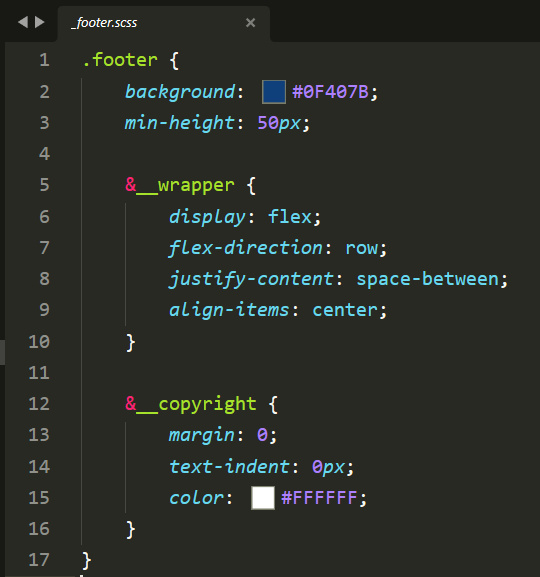 _footer.scss
1 .footer {
2 background: #0F407B;
3 min-height: 50px;
4
5 &__wrapper {
6 display: flex;
7 flex-direction: row;
8 justify-content: space-between;
9 align-items: center;
10 }
11
12 &__copyright {
13 margin: 0;
14 text-indent: 0px;
15 color: #FFFFFF;
16 }
17 }